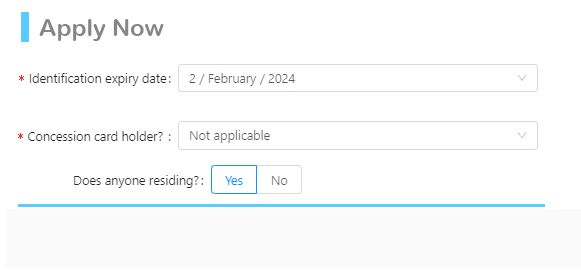 Apply Now
* Identification expiry date: 2 / February / 2024
* Concession card holder? : Not applicable
Does anyone residing?: Yes No